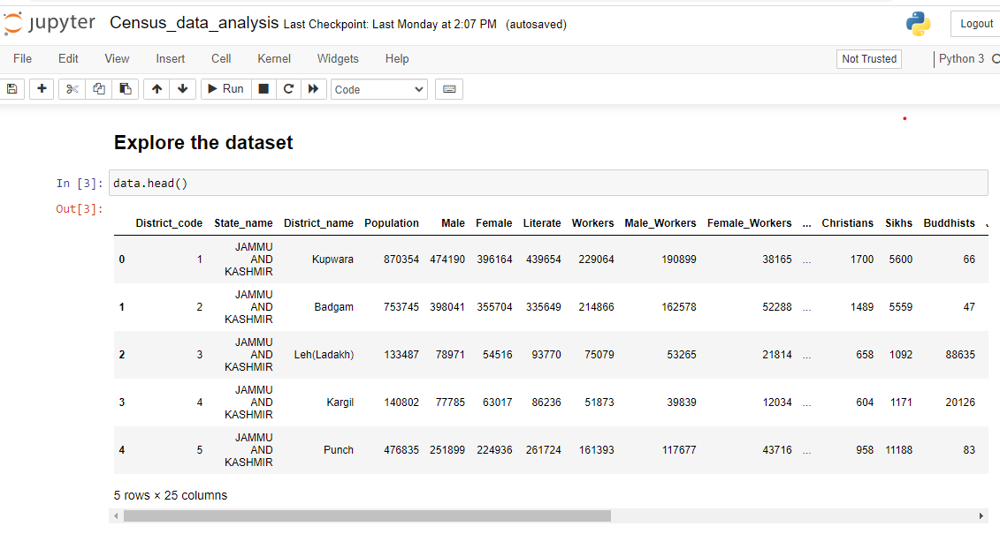 jupyter Census_data_analysis Last Checkpoint: Last Monday at 2:07 PM (autosaved) Logout
File Edit View Insert Cell Kernel Widgets Help Not Trusted Python 3
Run Code
Explore the dataset
In [3]: data.head()
Out[3]:
District_code State_name District_name Population Male Female Literate Workers Male_Workers Female_Workers ... Christians Sikhs Buddhists
JAMMU
0 1 AND Kupwara 870354 474190 396164 439654 229064 190899 38165 ... 1700 5600 66
KASHMIR
JAMMU
1 2 AND Badgam 753745 398041 355704 335649 214866 162578 52288 ... 1489 5559 47
KASHMIR
JAMMU
2 3 AND Leh(Ladakh) 133487 78971 54516 93770 75079 53265 21814 ... 658 1092 88635
KASHMIR
JAMMU
3 4 AND Kargil 140802 77785 63017 86236 51873 39839 12034 ... 604 1171 20126
KASHMIR
JAMMU
4 5 AND Punch 476835 251899 224936 261724 161393 117677 43716 ... 958 11188 83
KASHMIR
5 rows × 25 columns